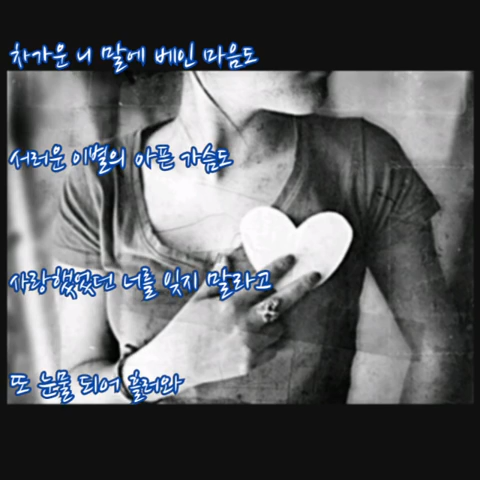 차가운 니 말에 베인 마음도
서러운 이별의 아픈 가슴도
사랑했었던 너를 잊지 말라고
또 눈물 되어 흘러와